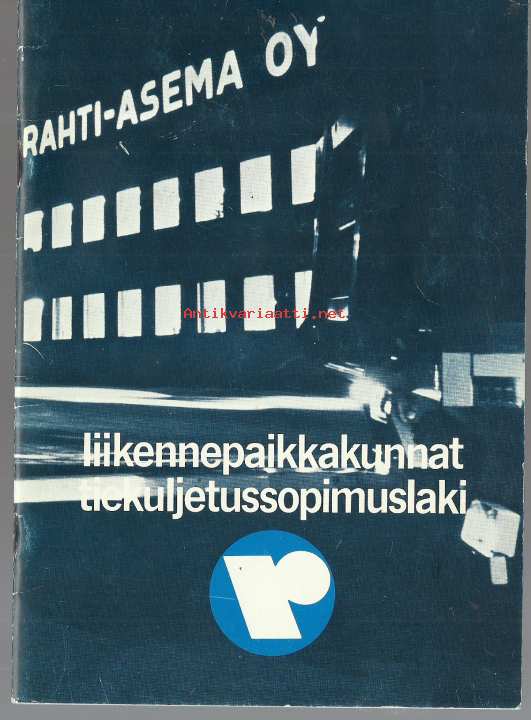 RAHTI-ASEMA OY
Antikvariaatti.net
liikennepaikkakunnat
tiekuljetussopimuslaki
r